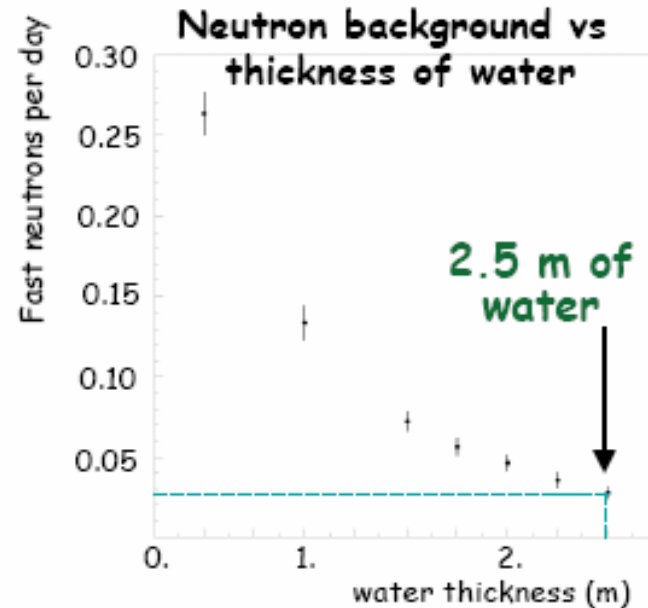 Neutron background vs
thickness of water
Fast neutrons per day
0.30
0.25
0.20
0.15
0.10
0.05
2.5 m of
water
0.
1.
2.
water thickness (m)